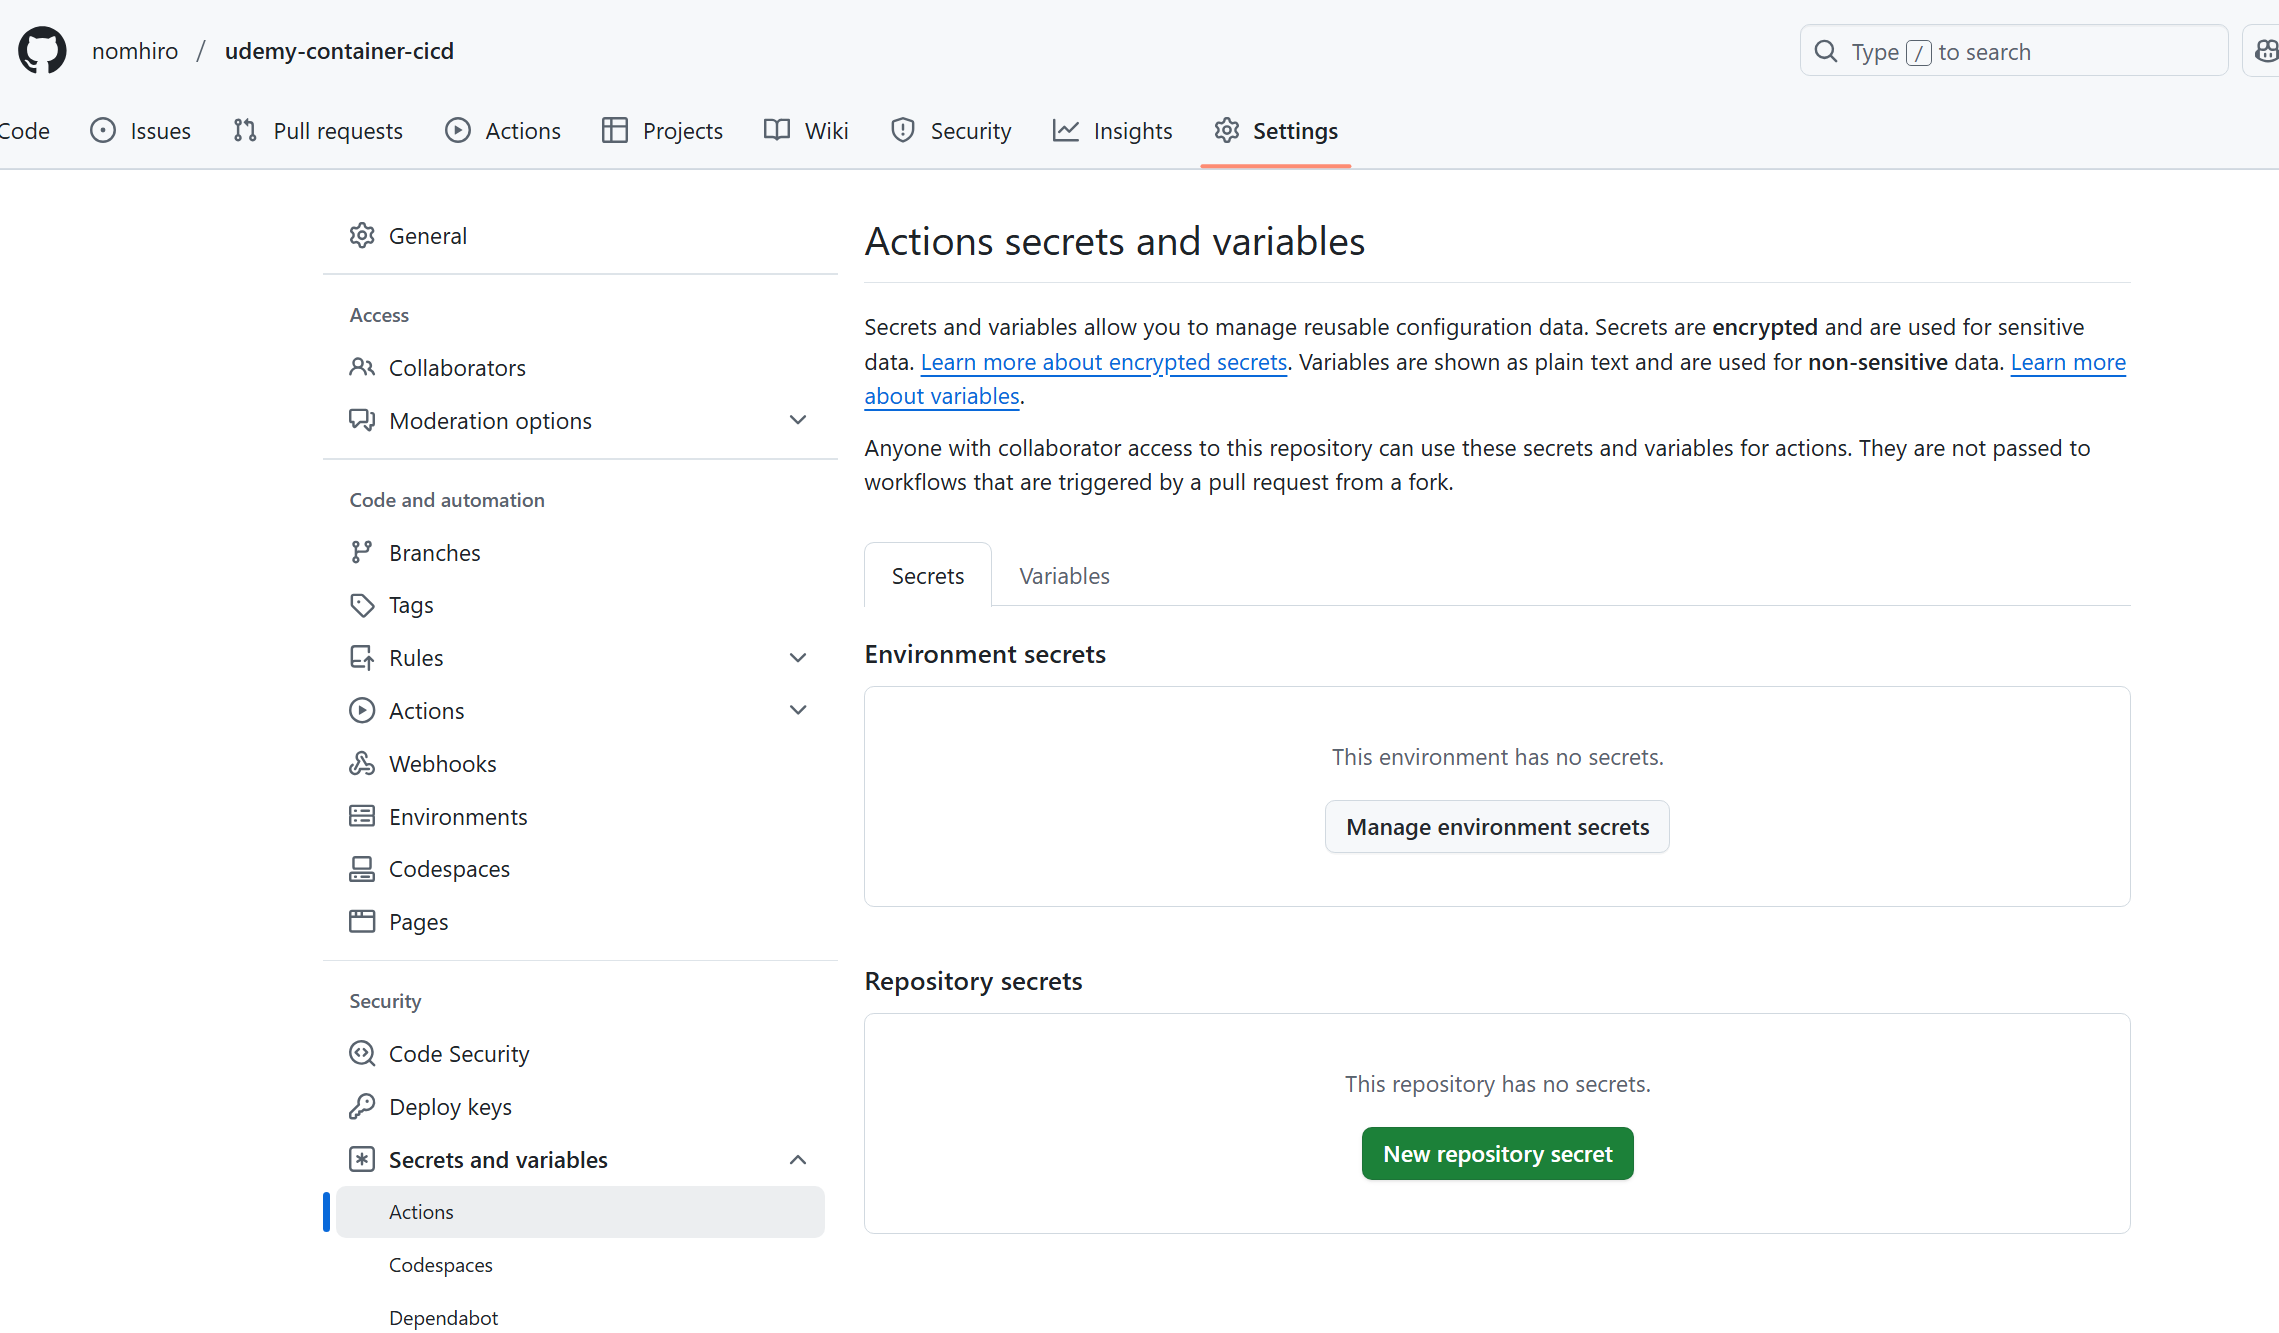 nomhiro / udemy-container-cicd
Type / to search
Code Issues Pull requests Actions Projects Wiki Security Insights Settings
General
Access
Collaborators
Moderation options
Code and automation
Branches
Tags
Rules
Actions
Webhooks
Environments
Codespaces
Pages
Security
Code Security
Deploy keys
Secrets and variables
Actions
Codespaces
Dependabot
Actions secrets and variables
Secrets and variables allow you to manage reusable configuration data. Secrets are encrypted and are used for sensitive
data. Learn more about encrypted secrets. Variables are shown as plain text and are used for non-sensitive data. Learn more
about variables.
Anyone with collaborator access to this repository can use these secrets and variables for actions. They are not passed to
workflows that are triggered by a pull request from a fork.
Secrets Variables
Environment secrets
This environment has no secrets.
Manage environment secrets
Repository secrets
This repository has no secrets.
New repository secret